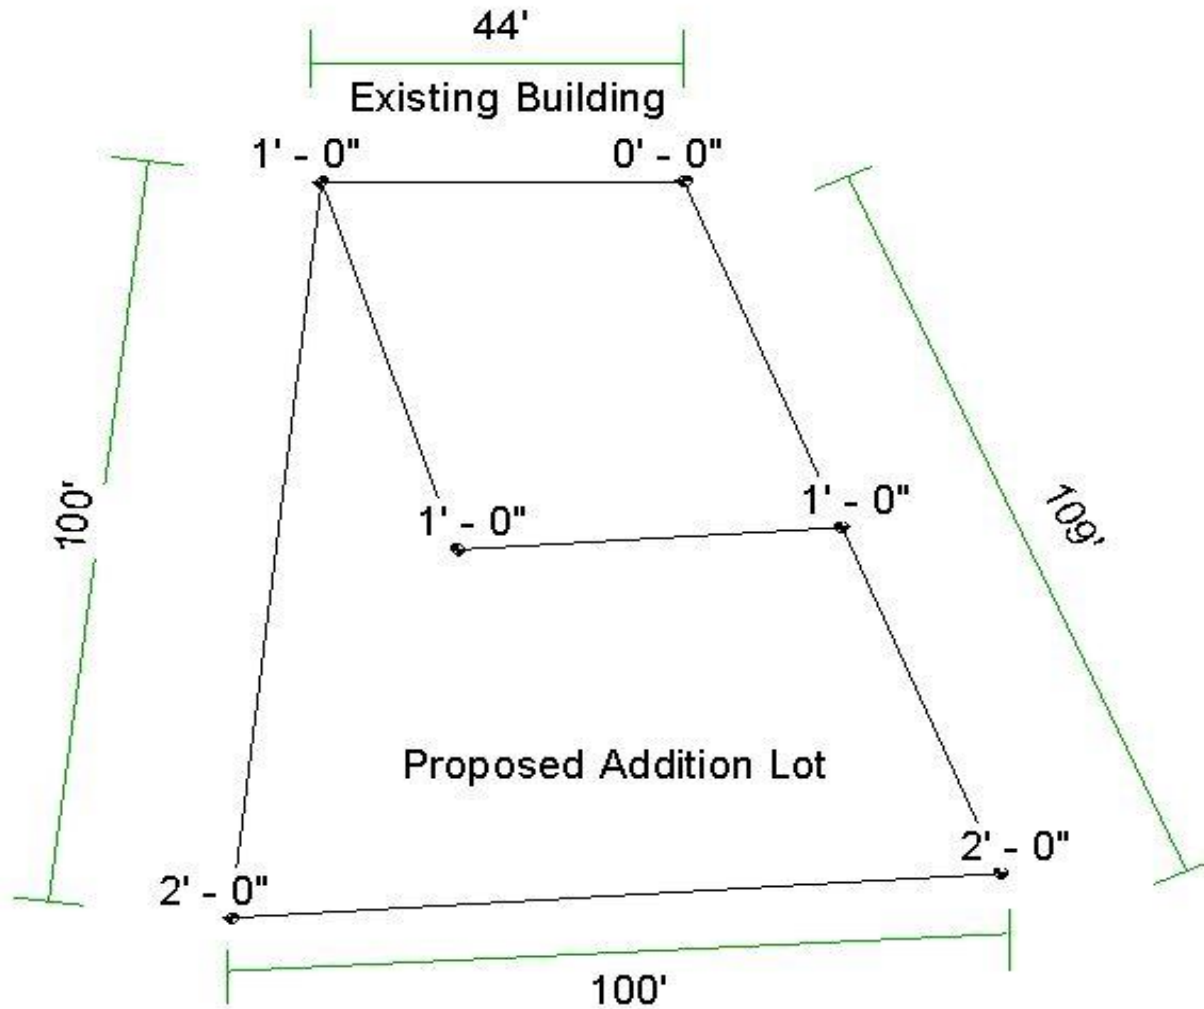 44'
Existing Building
1' - 0"
0' - 0"
100'
1' - 0"
1' - 0"
109'
Proposed Addition Lot
2' - 0"
2' - 0"
100'